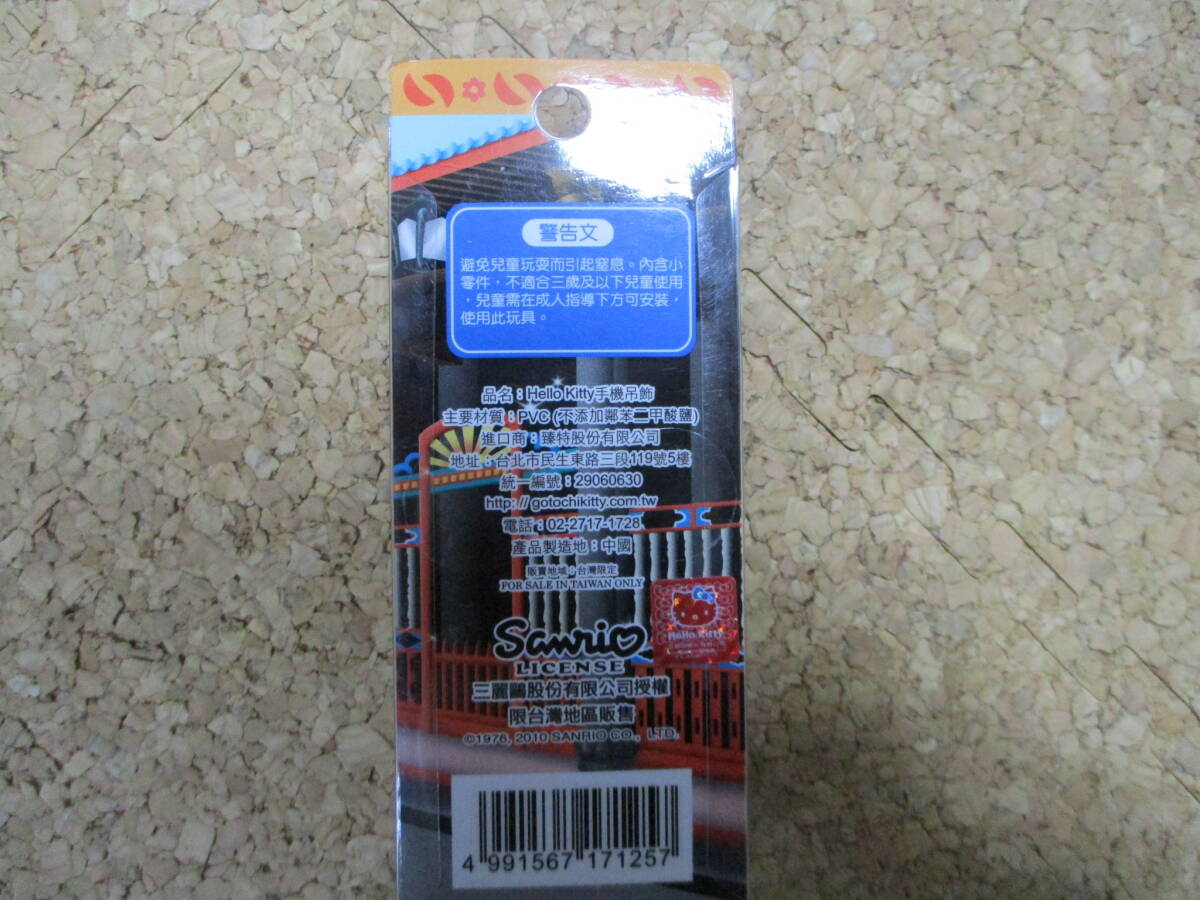 警告文
避免兒童玩耍而引起窒息。內含小
零件，不適合三歲及以下兒童使用
，兒童需在成人指導下方可安裝，
使用此玩具。
品名：Hello Kitty手機吊飾
主要材質：PVC (不添加鄰苯二甲酸鹽)
進口商：臻特股份有限公司
地址：台北市民生東路三段119號5樓
統一編號：29060630
http: // gotochikitty.com.tw
電話：02-2717-1728
產品製造地：中國
販賣地域：台灣限定
FOR SALE IN TAIWAN ONLY
Hello Kitty
Sanrio
LICENSE
三麗鷗股份有限公司授權
限台灣地區販售
©1976, 2010 SANRIO CO., LTD.
4 991567 171257